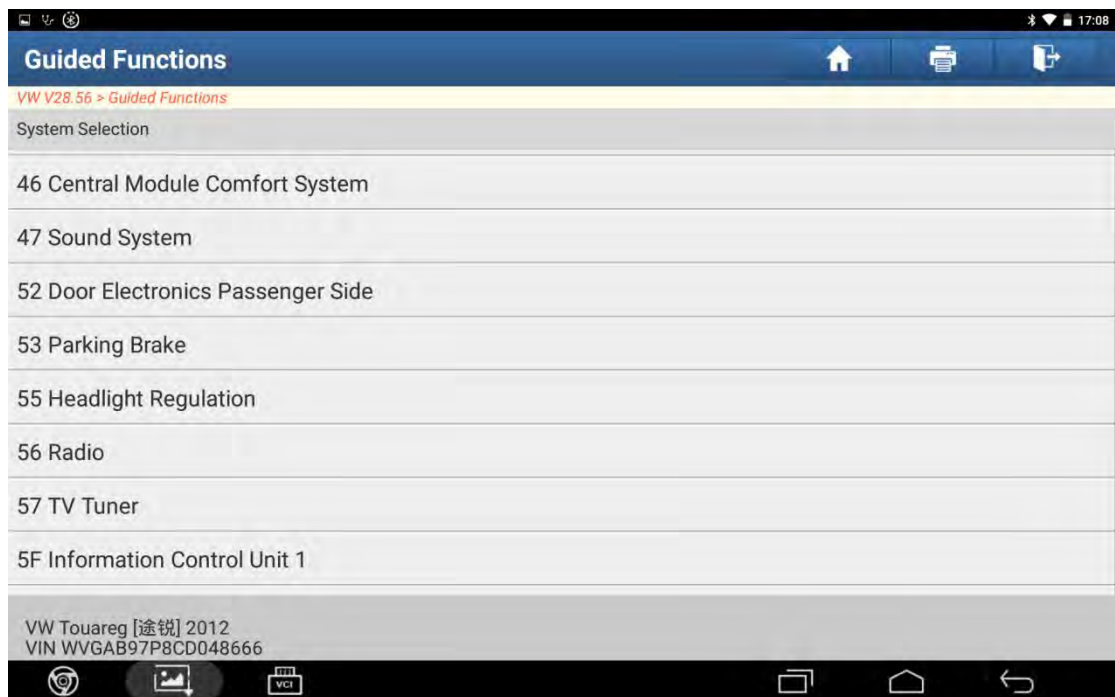 17:08
Guided Functions
VW V28.56 > Guided Functions
System Selection
46 Central Module Comfort System
47 Sound System
52 Door Electronics Passenger Side
53 Parking Brake
55 Headlight Regulation
56 Radio
57 TV Tuner
5F Information Control Unit 1
VW Touareg [途锐] 2012
VIN WVGAB97P8CD048666
VCI